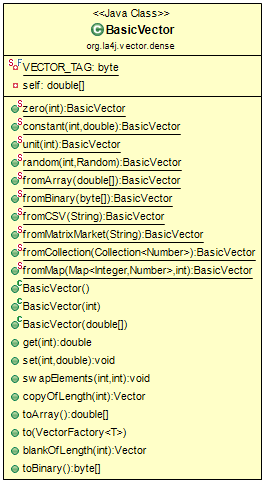 <<Java Class>>
BasicVector
org.la4j.vector.dense
VECTOR_TAG: byte
self: double[]
zero(int):BasicVector
constant(int,double):BasicVector
unit(int):BasicVector
random(int,Random):BasicVector
fromArray(double[]):BasicVector
fromBinary(byte[]):BasicVector
fromCSV(String):BasicVector
fromMatrixMarket(String):BasicVector
fromCollection(Collection<Number>):BasicVector
fromMap(Map<Integer,Number>,int):BasicVector
BasicVector()
BasicVector(int)
BasicVector(double[])
get(int):double
set(int,double):void
swapElements(int,int):void
copyOfLength(int):Vector
toArray():double[]
to(VectorFactory<T>)
blankOfLength(int):Vector
toBinary():byte[]